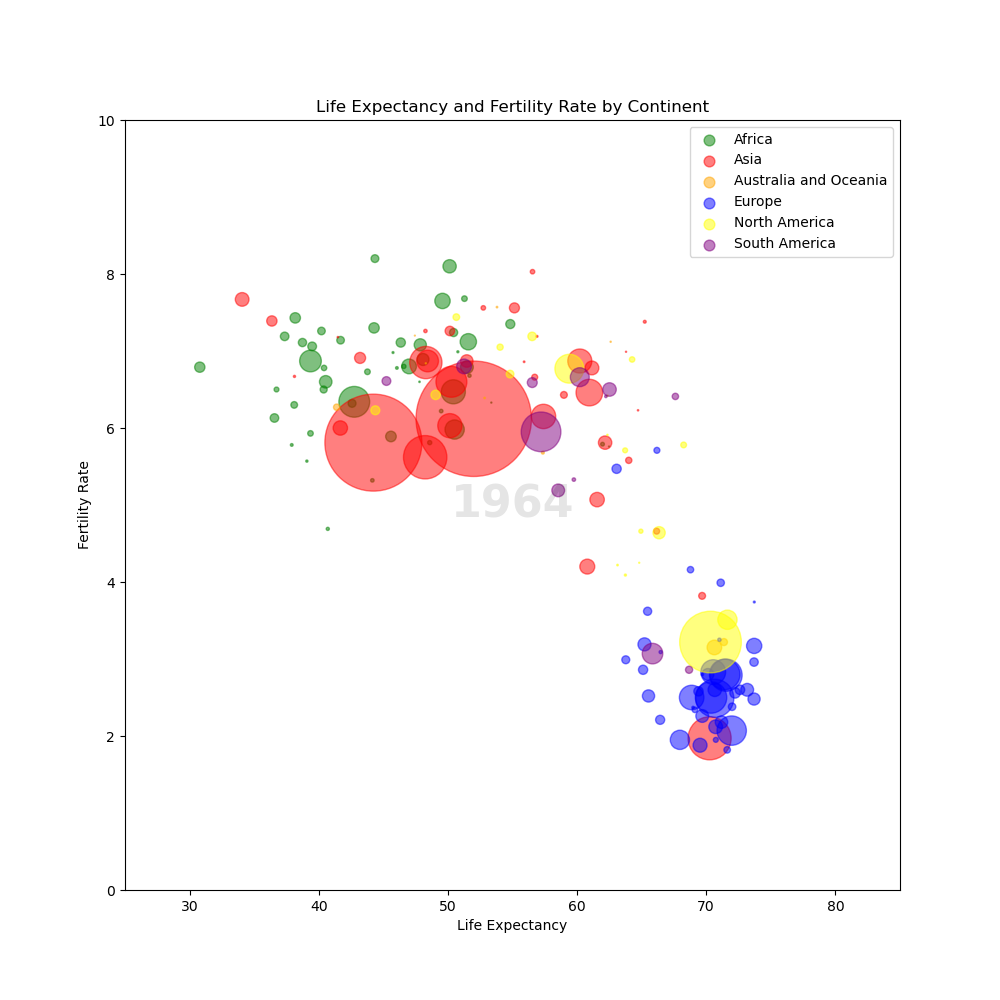 Life Expectancy and Fertility Rate by Continent
10
8
6
4
2
0
Fertility Rate
Africa
Asia
Australia and Oceania
Europe
North America
South America
1964
30 40 50 60 70 80
Life Expectancy